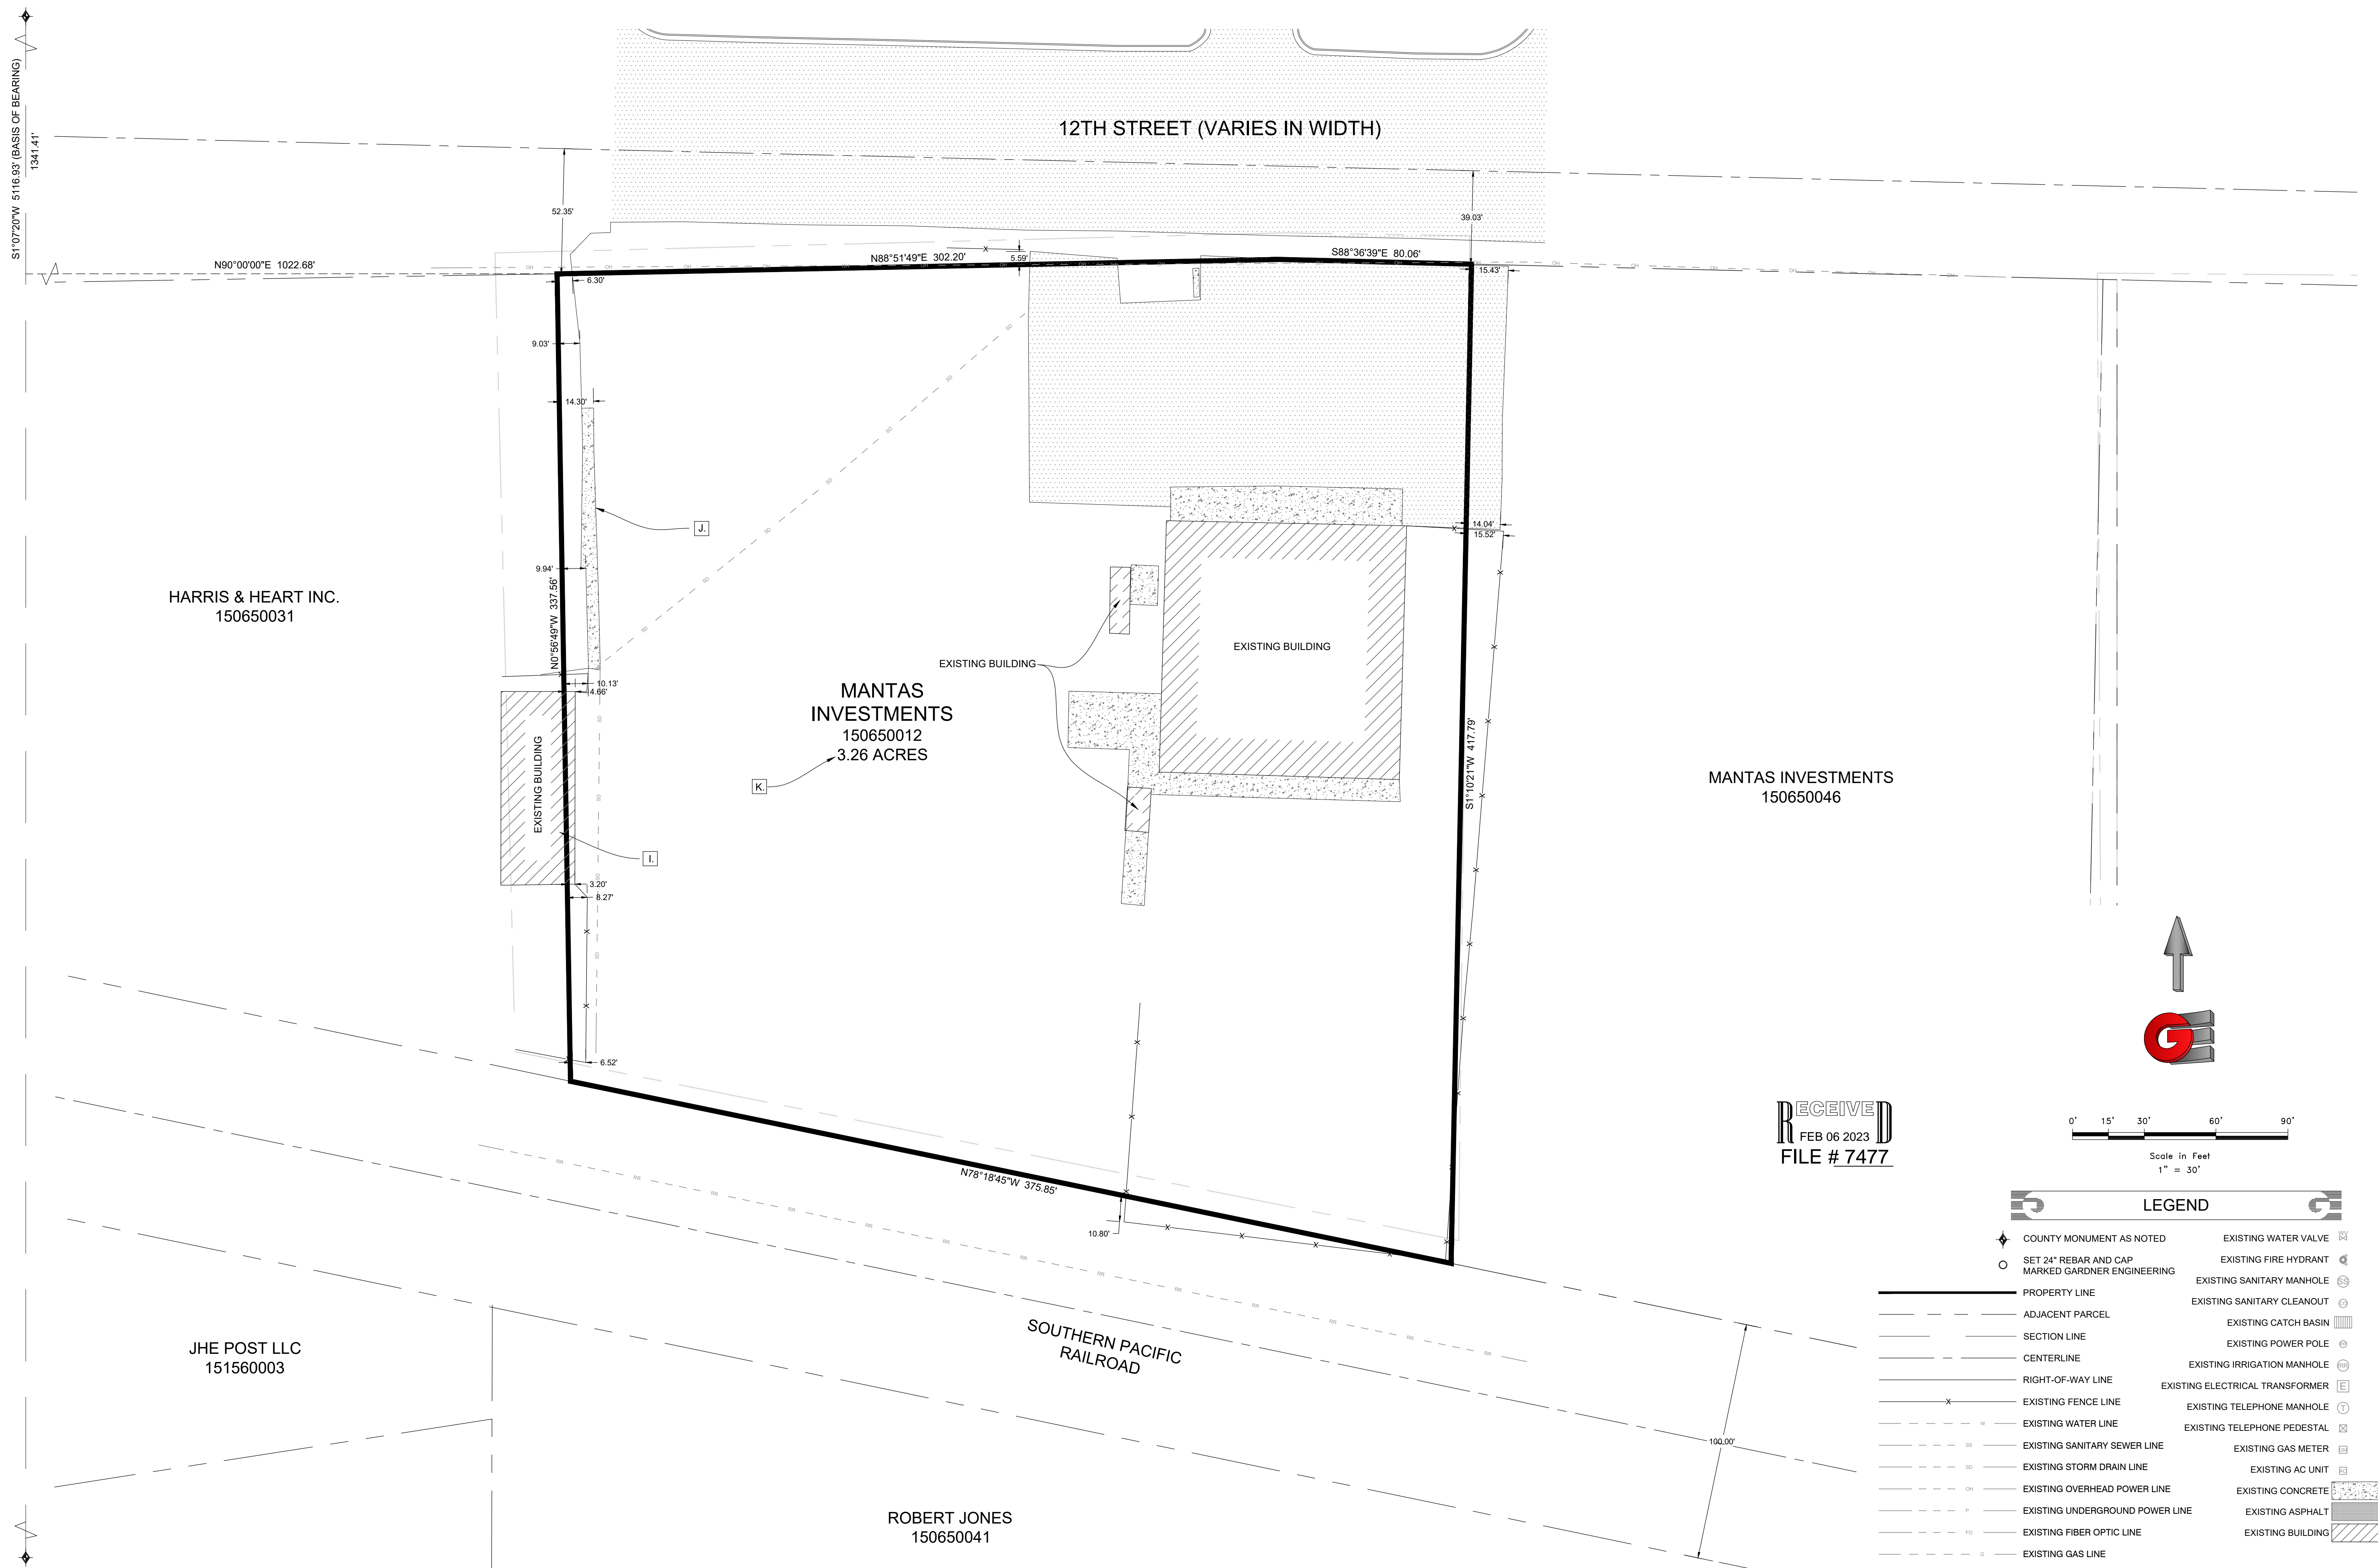 S1°07'20"W 5116.93' (BASIS OF BEARING)
1341.41'
12TH STREET (VARIES IN WIDTH)
52.35'
39.03'
N90°00'00"E 1022.68'
N88°51'49"E 302.20'
5.59'
S88°36'39"E 80.06'
15.43'
6.30'
9.03'
14.30'
J.
14.04'
15.52'
9.94'
N0°56'49"W 337.56'
HARRIS & HEART INC.
150650031
EXISTING BUILDING
EXISTING BUILDING
10.13'
4.66'
MANTAS
INVESTMENTS
150650012
3.26 ACRES
K.
EXISTING BUILDING
S1°10'21"W 417.79'
MANTAS INVESTMENTS
150650046
I.
3.20'
8.27'
6.52'
N78°18'45"W 375.85'
10.80'
SOUTHERN PACIFIC
RAILROAD
100.00'
JHE POST LLC
151560003
ROBERT JONES
150650041
RECEIVED
FEB 06 2023
FILE # 7477
0' 15' 30' 60' 90'
Scale in Feet
1" = 30'
LEGEND
COUNTY MONUMENT AS NOTED
SET 24" REBAR AND CAP
MARKED GARDNER ENGINEERING
PROPERTY LINE
ADJACENT PARCEL
SECTION LINE
CENTERLINE
RIGHT-OF-WAY LINE
X EXISTING FENCE LINE
W EXISTING WATER LINE
SS EXISTING SANITARY SEWER LINE
SD EXISTING STORM DRAIN LINE
OH EXISTING OVERHEAD POWER LINE
P EXISTING UNDERGROUND POWER LINE
FO EXISTING FIBER OPTIC LINE
G EXISTING GAS LINE
EXISTING WATER VALVE WV
EXISTING FIRE HYDRANT
EXISTING SANITARY MANHOLE SS
EXISTING SANITARY CLEANOUT CO
EXISTING CATCH BASIN
EXISTING POWER POLE
EXISTING IRRIGATION MANHOLE IRR
EXISTING ELECTRICAL TRANSFORMER E
EXISTING TELEPHONE MANHOLE T
EXISTING TELEPHONE PEDESTAL
EXISTING GAS METER GM
EXISTING AC UNIT AC
EXISTING CONCRETE
EXISTING ASPHALT
EXISTING BUILDING